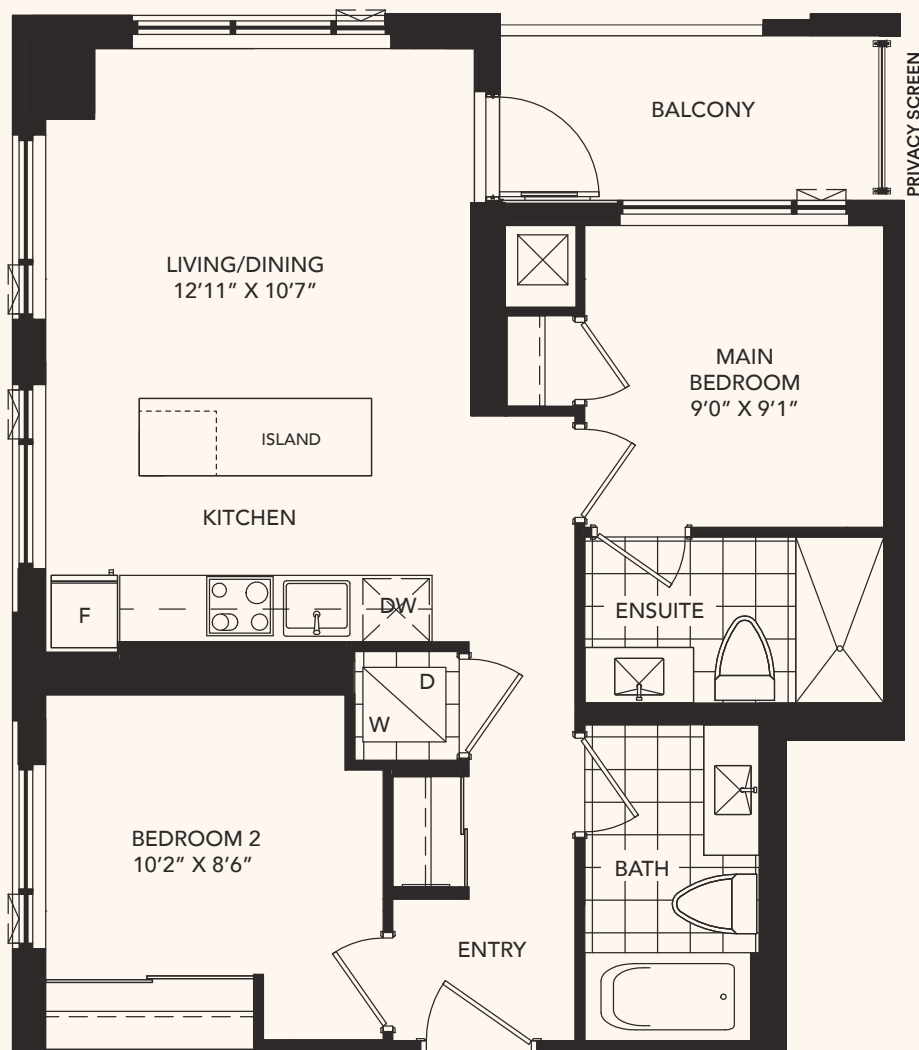 BALCONY
PRIVACY SCREEN
LIVING/DINING
12’11” X 10’7”
MAIN
BEDROOM
9’0” X 9’1”
ISLAND
KITCHEN
F
DW
ENSUITE
D
W
BEDROOM 2
10’2” X 8’6”
BATH
ENTRY